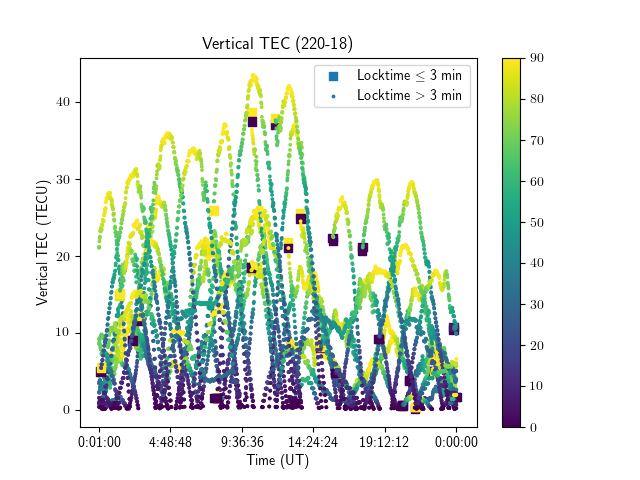 Vertical TEC (220-18)
Locktime ≤ 3 min
Locktime > 3 min
Vertical TEC (TECU)
40
30
20
10
0
0:01:00 4:48:48 9:36:36 14:24:24 19:12:12 0:00:00
Time (UT)
90
80
70
60
50
40
30
20
10
0